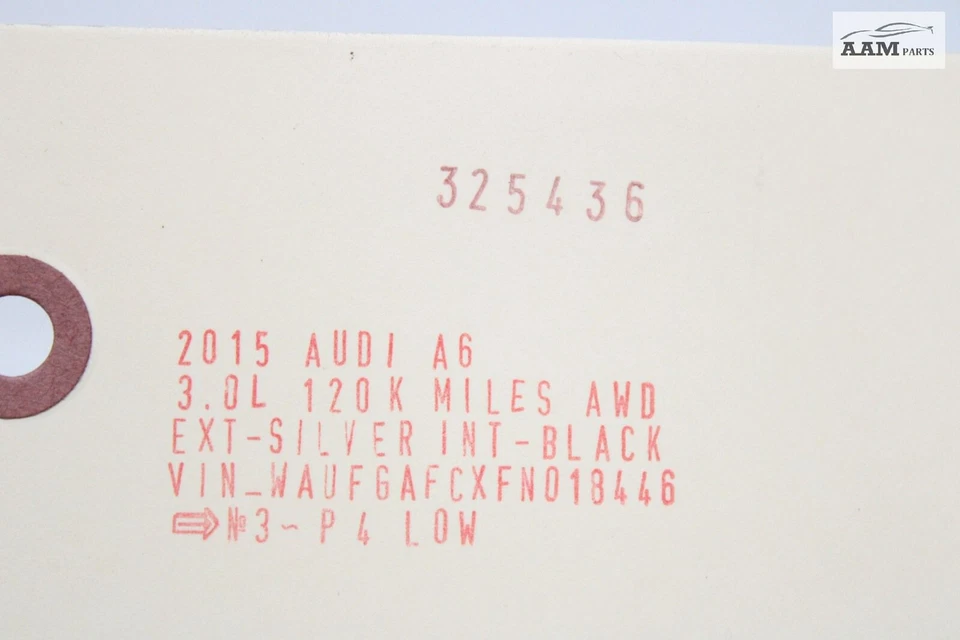 AAM PARTS
325436
2015 AUDI A6
3.0L 120K MILES AWD
EXT-SILVER INT-BLACK
VIN_WAUFGAFCXFN018446
⇨№3~P4 LOW